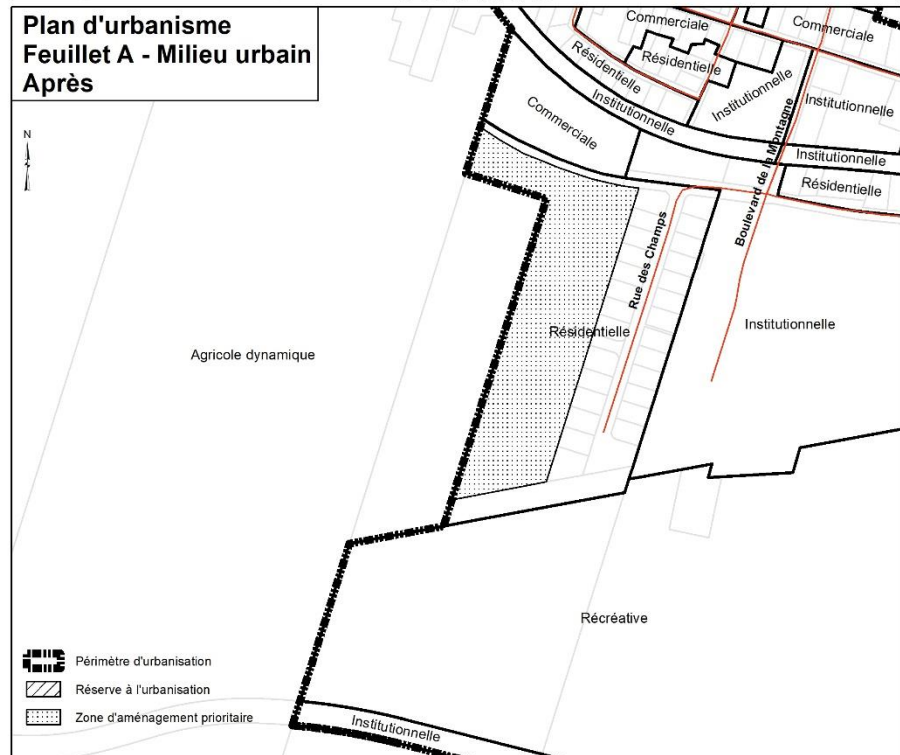 Plan d'urbanisme
Feuillet A - Milieu urbain
Après
N
Commerciale
Commerciale
Résidentielle
Résidentielle
Institutionnelle
Institutionnelle
Institutionnelle
Commerciale
Institutionnelle
Résidentielle
Boulevard de la Montagne
Rue des Champs
Résidentielle
Institutionnelle
Agricole dynamique
Récréative
Périmètre d'urbanisation
Réserve à l'urbanisation
Zone d'aménagement prioritaire
Institutionnelle